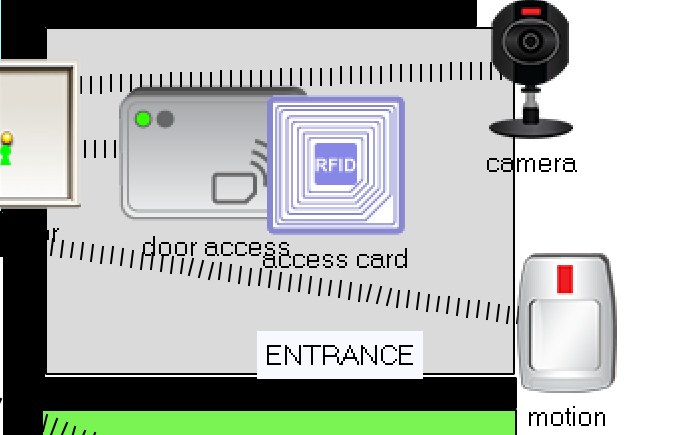 RFID
camera
door access
access card
ENTRANCE
motion